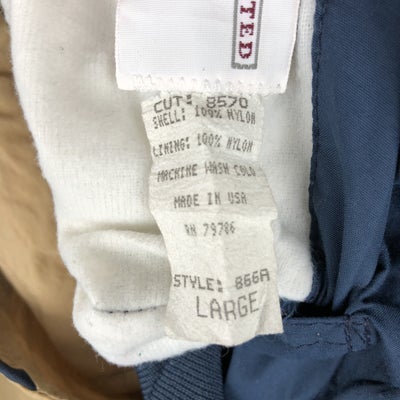 TED
CUT: 8570
SHELL: 100% NYLON
LINING: 100% NYLON
MACHINE WASH COLD
MADE IN USA
RN 79786
STYLE: 866A
LARGE